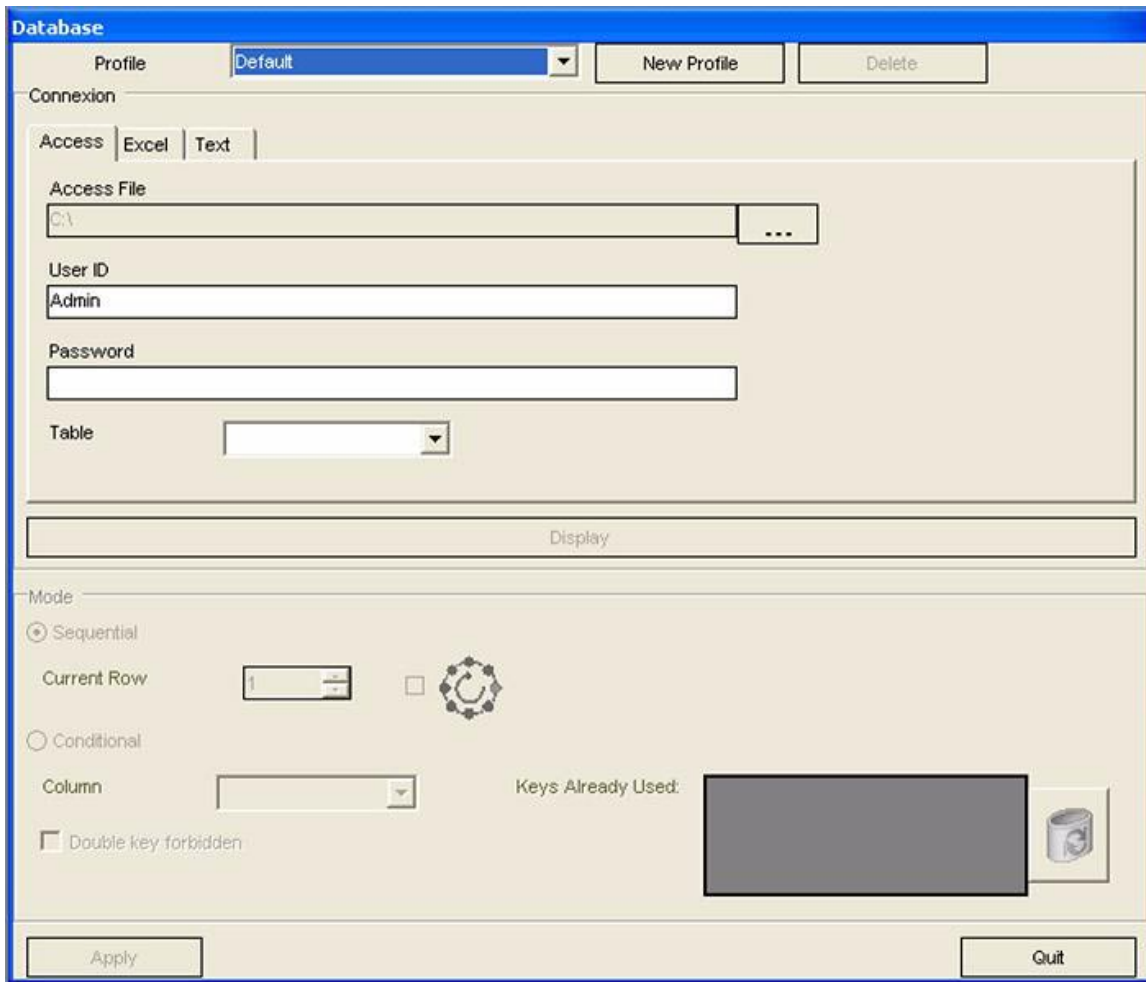 Database
Profile Default New Profile Delete
Connexion
Access Excel Text
Access File
C:\ ...
User ID
Admin
Password
Table
Display
Mode
Sequential
Current Row 1
Conditional
Column Keys Already Used:
Double key forbidden
Apply Quit